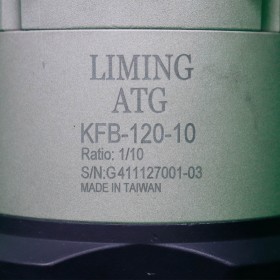 LIMING
ATG
KFB-120-10
Ratio: 1/10
S/N:G411127001-03
MADE IN TAIWAN